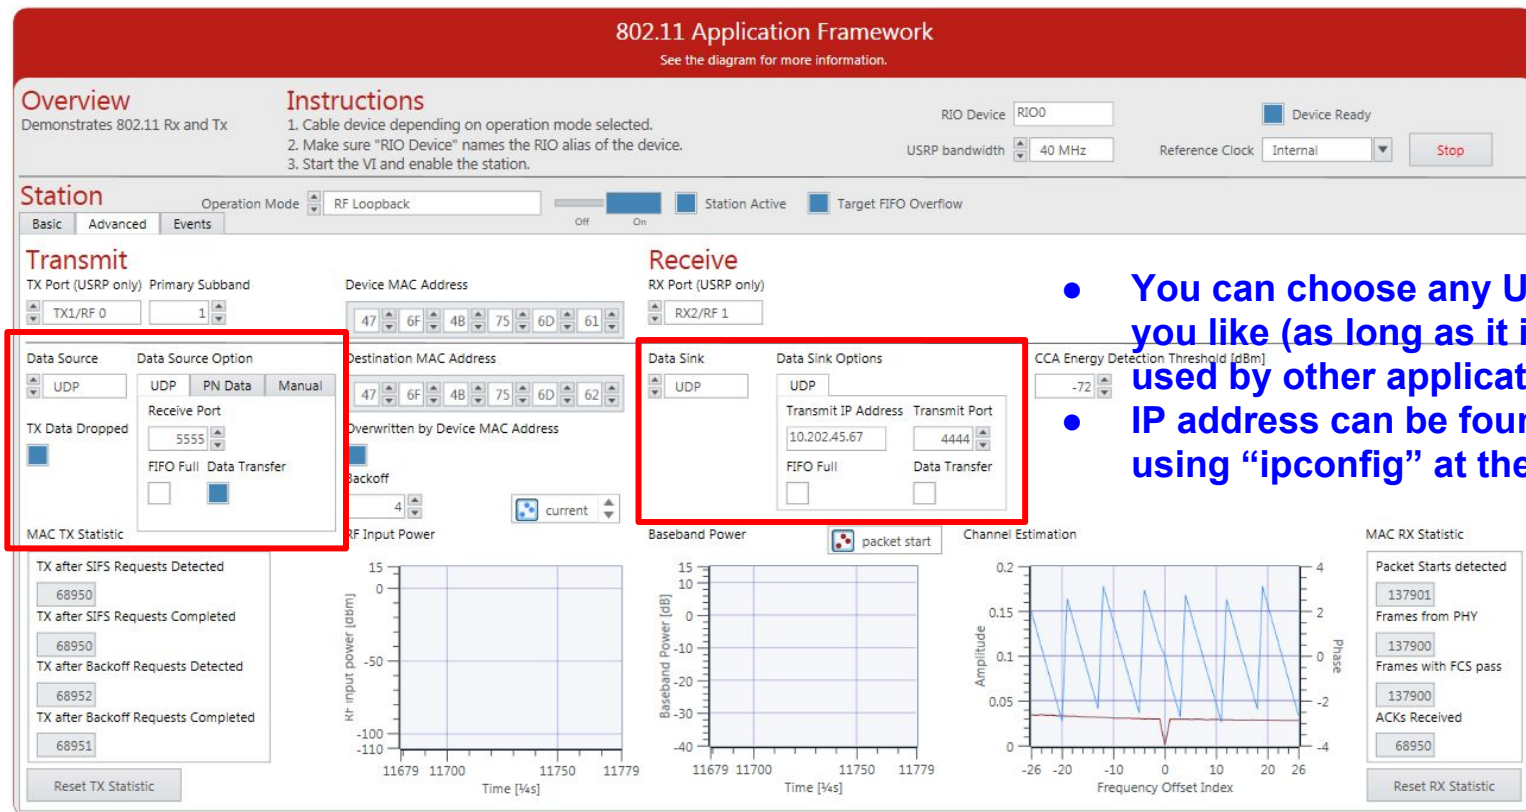 802.11 Application Framework
See the diagram for more information.
Overview
Demonstrates 802.11 Rx and Tx
Instructions
1. Cable device depending on operation mode selected.
2. Make sure "RIO Device" names the RIO alias of the device.
3. Start the VI and enable the station.
RIO Device RIO0
Device Ready
USRP bandwidth 40 MHz
Reference Clock Internal
Stop
Station
Operation Mode RF Loopback
Off On
Station Active
Target FIFO Overflow
Basic Advanced Events
Transmit
TX Port (USRP only) Primary Subband
TX1/RF 0 1
Device MAC Address
47 6F 4B 75 6D 61
Receive
RX Port (USRP only)
RX2/RF 1
Data Source Data Source Option
UDP
UDP PN Data Manual
Receive Port
5555
TX Data Dropped
FIFO Full Data Transfer
Destination MAC Address
47 6F 4B 75 6D 62
Overwritten by Device MAC Address
Backoff
4
current
Data Sink Data Sink Options
UDP
UDP
Transmit IP Address Transmit Port
10.202.45.67 4444
FIFO Full Data Transfer
CCA Energy Detection Threshold [dBm]
-72
● You can choose any
you like (as long as it
used by other
● IP address can be
using “ipconfig” at
MAC TX Statistic
TX after SIFS Requests Detected
68950
TX after SIFS Requests Completed
68950
TX after Backoff Requests Detected
68952
TX after Backoff Requests Completed
68951
Reset TX Statistic
RF Input Power
RF input power [dBm]
15
0
-50
-100
-110
11679 11700 11750 11779
Time [¼s]
Baseband Power
packet start
Baseband Power [dB]
15
10
0
-10
-20
-30
-40
11679 11700 11750 11779
Time [¼s]
Channel Estimation
Amplitude
0.2
0.15
0.1
0.05
0
4
2
0
-2
-4
Phase
-26 -20 -10 0 10 20 26
Frequency Offset Index
MAC RX Statistic
Packet Starts detected
137901
Frames from PHY
137900
Frames with FCS pass
137900
ACKs Received
68950
Reset RX Statistic